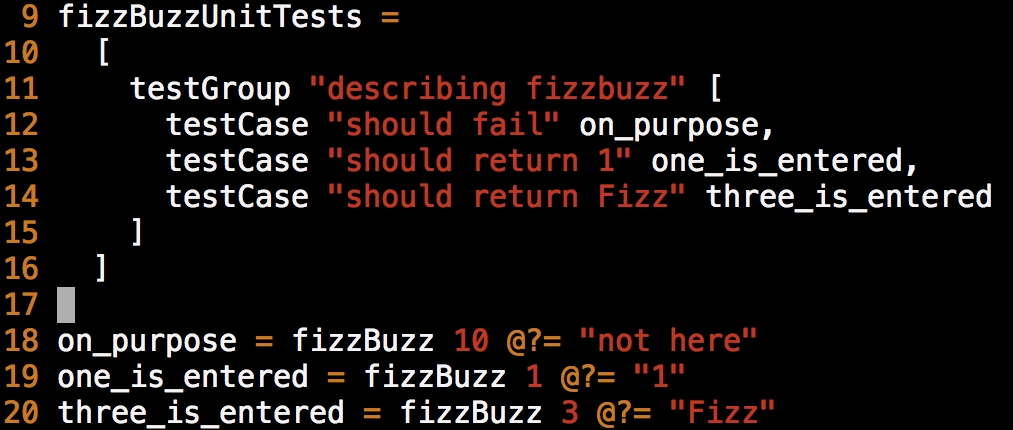 9 fizzBuzzUnitTests =
10   [
11     testGroup "describing fizzbuzz" [
12       testCase "should fail" on_purpose,
13       testCase "should return 1" one_is_entered,
14       testCase "should return Fizz" three_is_entered
15     ]
16   ]
17
18 on_purpose = fizzBuzz 10 @?= "not here"
19 one_is_entered = fizzBuzz 1 @?= "1"
20 three_is_entered = fizzBuzz 3 @?= "Fizz"